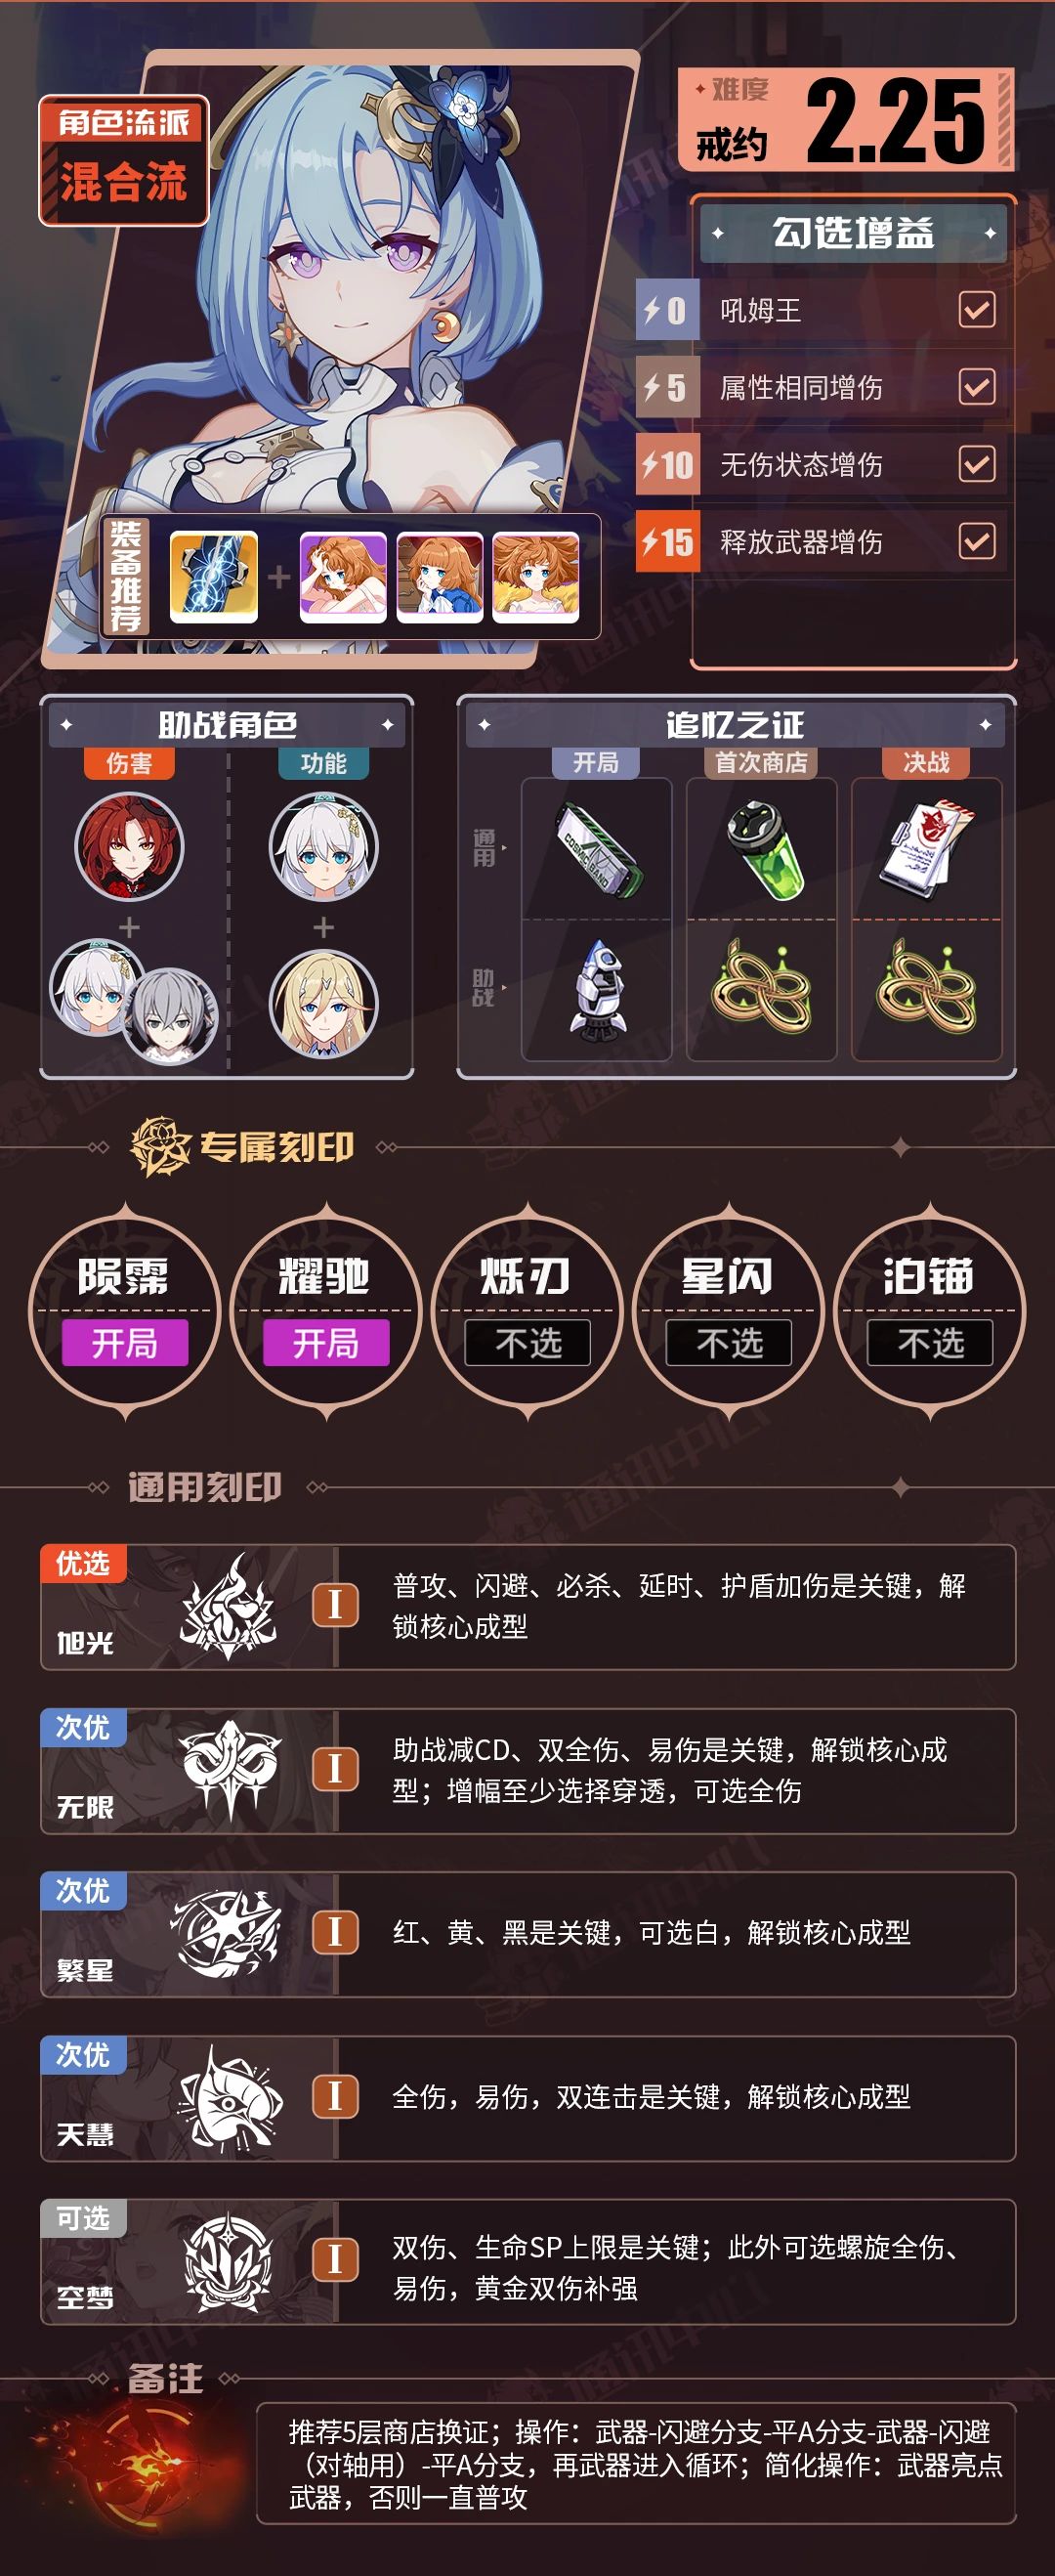 角色流派
混合流
难度
戒约
2.25
勾选增益
0 吼姆王
5 属性相同增伤
10 无伤状态增伤
15 释放武器增伤
装备推荐
助战角色
伤害
功能
追忆之证
开局
首次商店
决战
通用
COSMIC BAND
助战
专属刻印
陨霈
开局
耀驰
开局
烁刃
不选
星闪
不选
泊锚
不选
通用刻印
优选
旭光
I
普攻、闪避、必杀、延时、护盾加伤是关键，解
锁核心成型
次优
无限
I
助战减CD、双全伤、易伤是关键，解锁核心成
型；增幅至少选择穿透，可选全伤
次优
繁星
I
红、黄、黑是关键，可选白，解锁核心成型
次优
天慧
I
全伤，易伤，双连击是关键，解锁核心成型
可选
空梦
I
双伤、生命SP上限是关键；此外可选螺旋全伤、
易伤，黄金双伤补强
备注
推荐5层商店换证；操作：武器-闪避分支-平A分支-武器-闪避
（对轴用）-平A分支，再武器进入循环；简化操作：武器亮点
武器，否则一直普攻